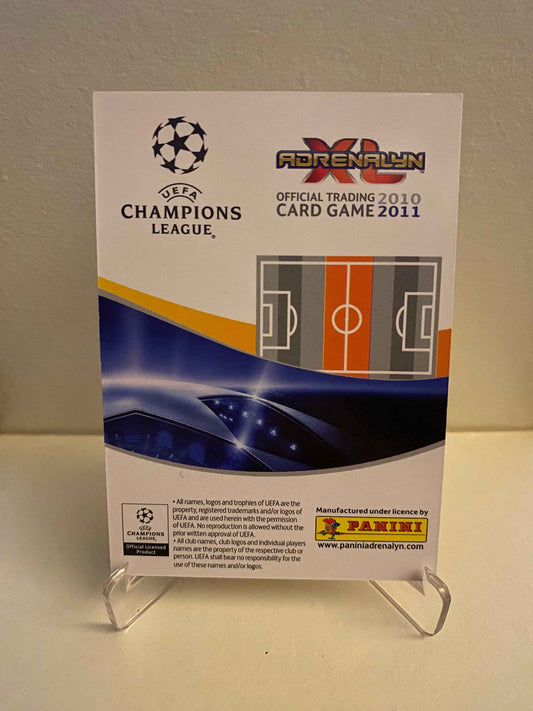 UEFA
CHAMPIONS
LEAGUE®
ADRENALYN XL
OFFICIAL TRADING 2010
CARD GAME 2011
• All names, logos and trophies of UEFA are the
property, registered trademarks and/or logos of
UEFA and are used herein with the permission
of UEFA. No reproduction is allowed without the
prior written approval of UEFA.
• All club names, club logos and individual players
names are the property of the respective club or
person. UEFA shall bear no responsibility for the
use of these names and/or logos.
UEFA
CHAMPIONS
LEAGUE
Official Licensed
Product
Manufactured under licence by
PANINI
www.paniniadrenalyn.com